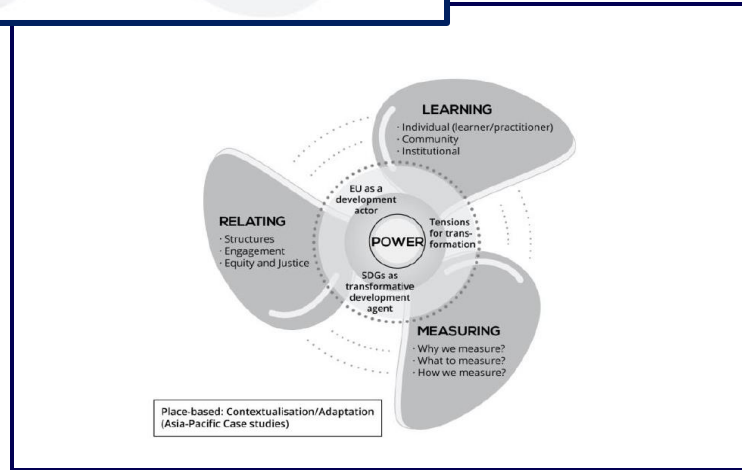 LEARNING
· Individual (learner/practitioner)
· Community
· Institutional
EU as a
development
actor
RELATING
· Structures
· Engagement
· Equity and Justice
POWER
Tensions
for trans-
formation
SDGs as
transformative
development
agent
MEASURING
· Why we measure?
· What to measure?
· How we measure?
Place-based: Contextualisation/Adaptation
(Asia-Pacific Case studies)